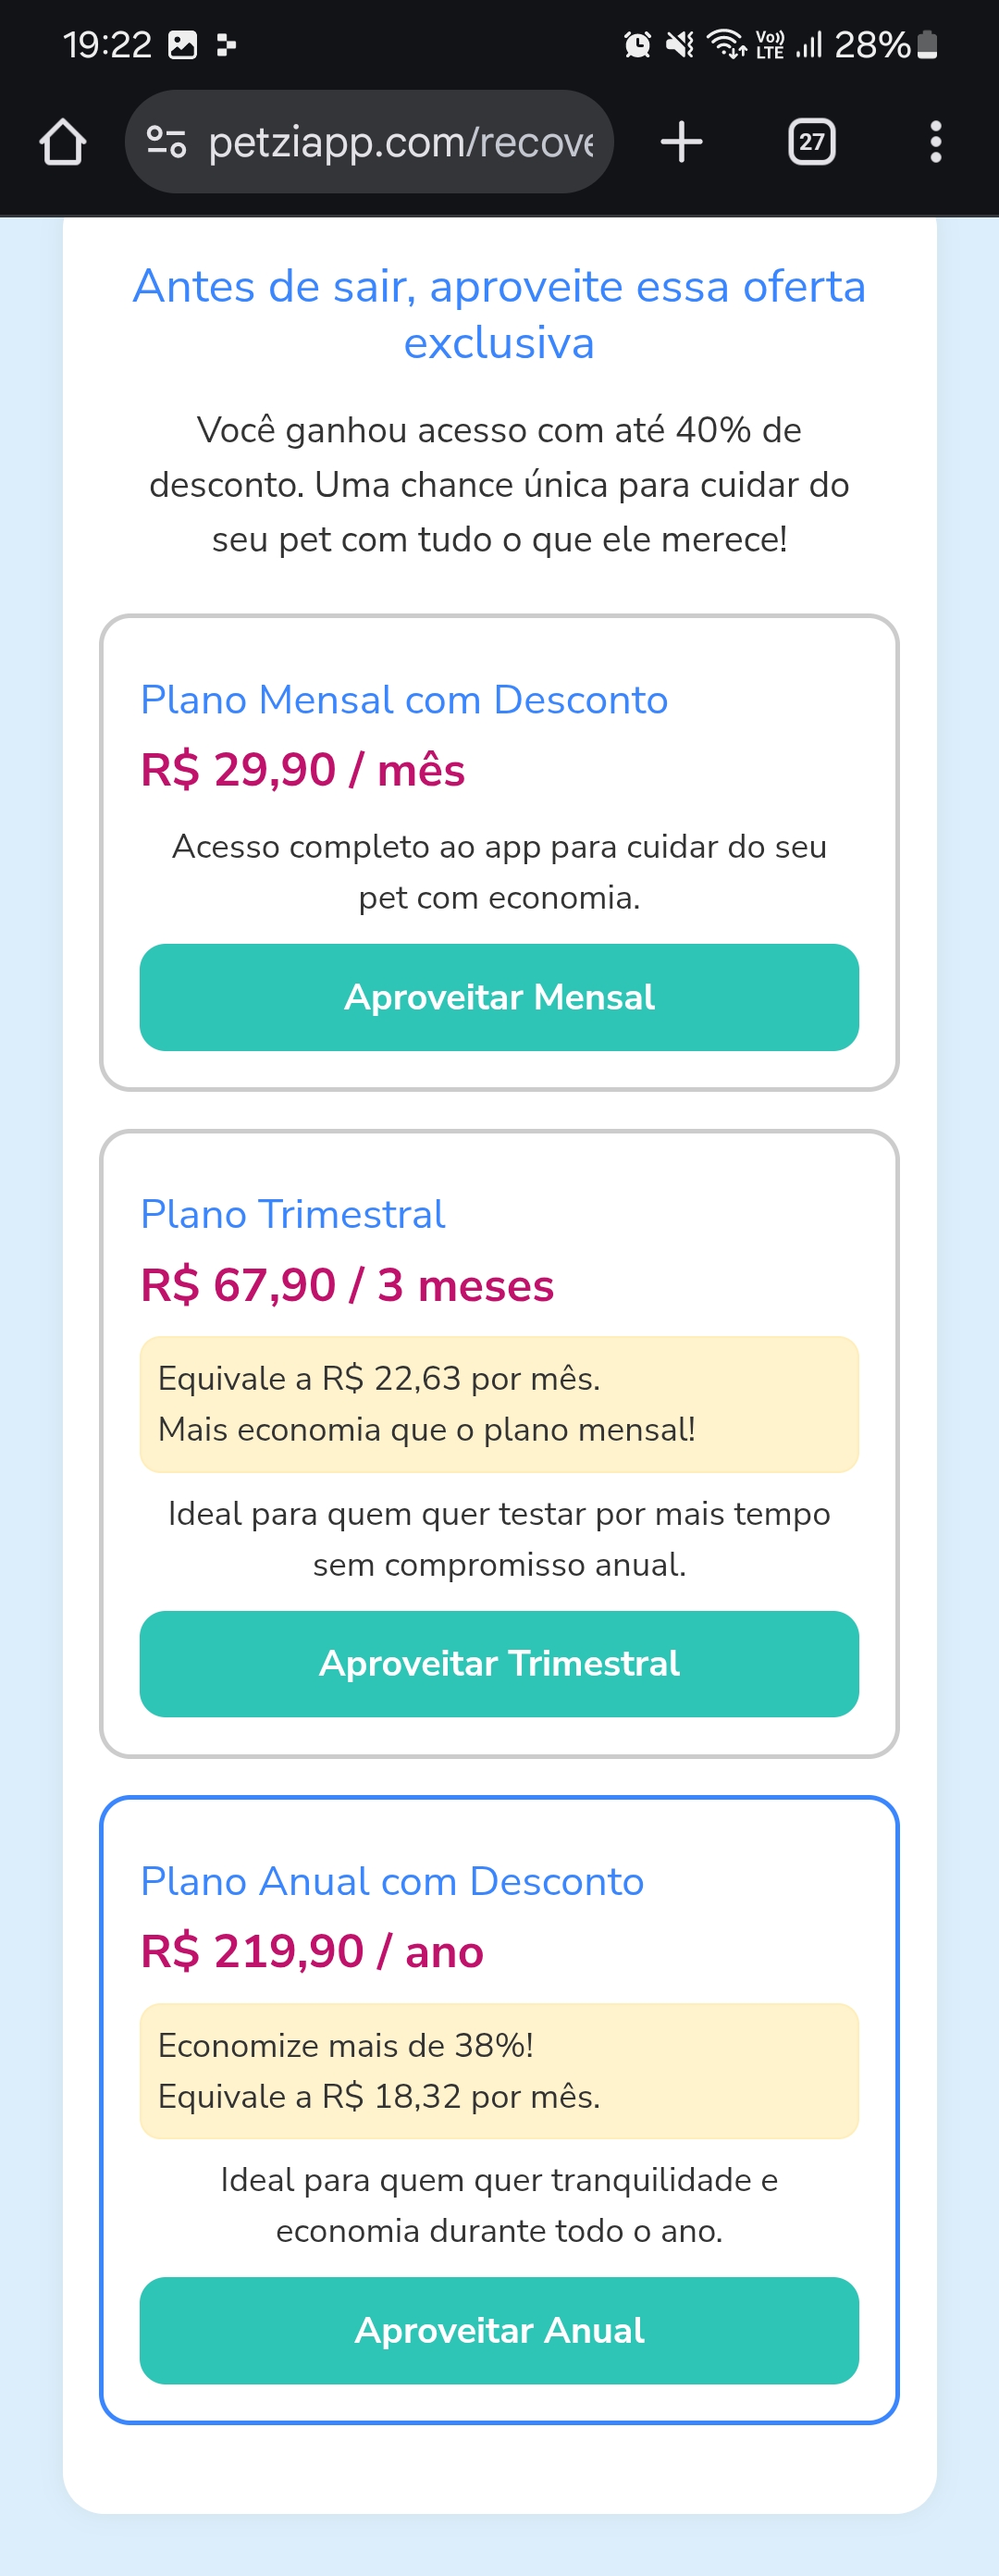 19:22
Vo))
LTE
28%
petziapp.com/recove
27
Antes de sair, aproveite essa oferta
exclusiva
Você ganhou acesso com até 40% de
desconto. Uma chance única para cuidar do
seu pet com tudo o que ele merece!
Plano Mensal com Desconto
R$ 29,90 / mês
Acesso completo ao app para cuidar do seu
pet com economia.
Aproveitar Mensal
Plano Trimestral
R$ 67,90 / 3 meses
Equivale a R$ 22,63 por mês.
Mais economia que o plano mensal!
Ideal para quem quer testar por mais tempo
sem compromisso anual.
Aproveitar Trimestral
Plano Anual com Desconto
R$ 219,90 / ano
Economize mais de 38%!
Equivale a R$ 18,32 por mês.
Ideal para quem quer tranquilidade e
economia durante todo o ano.
Aproveitar Anual